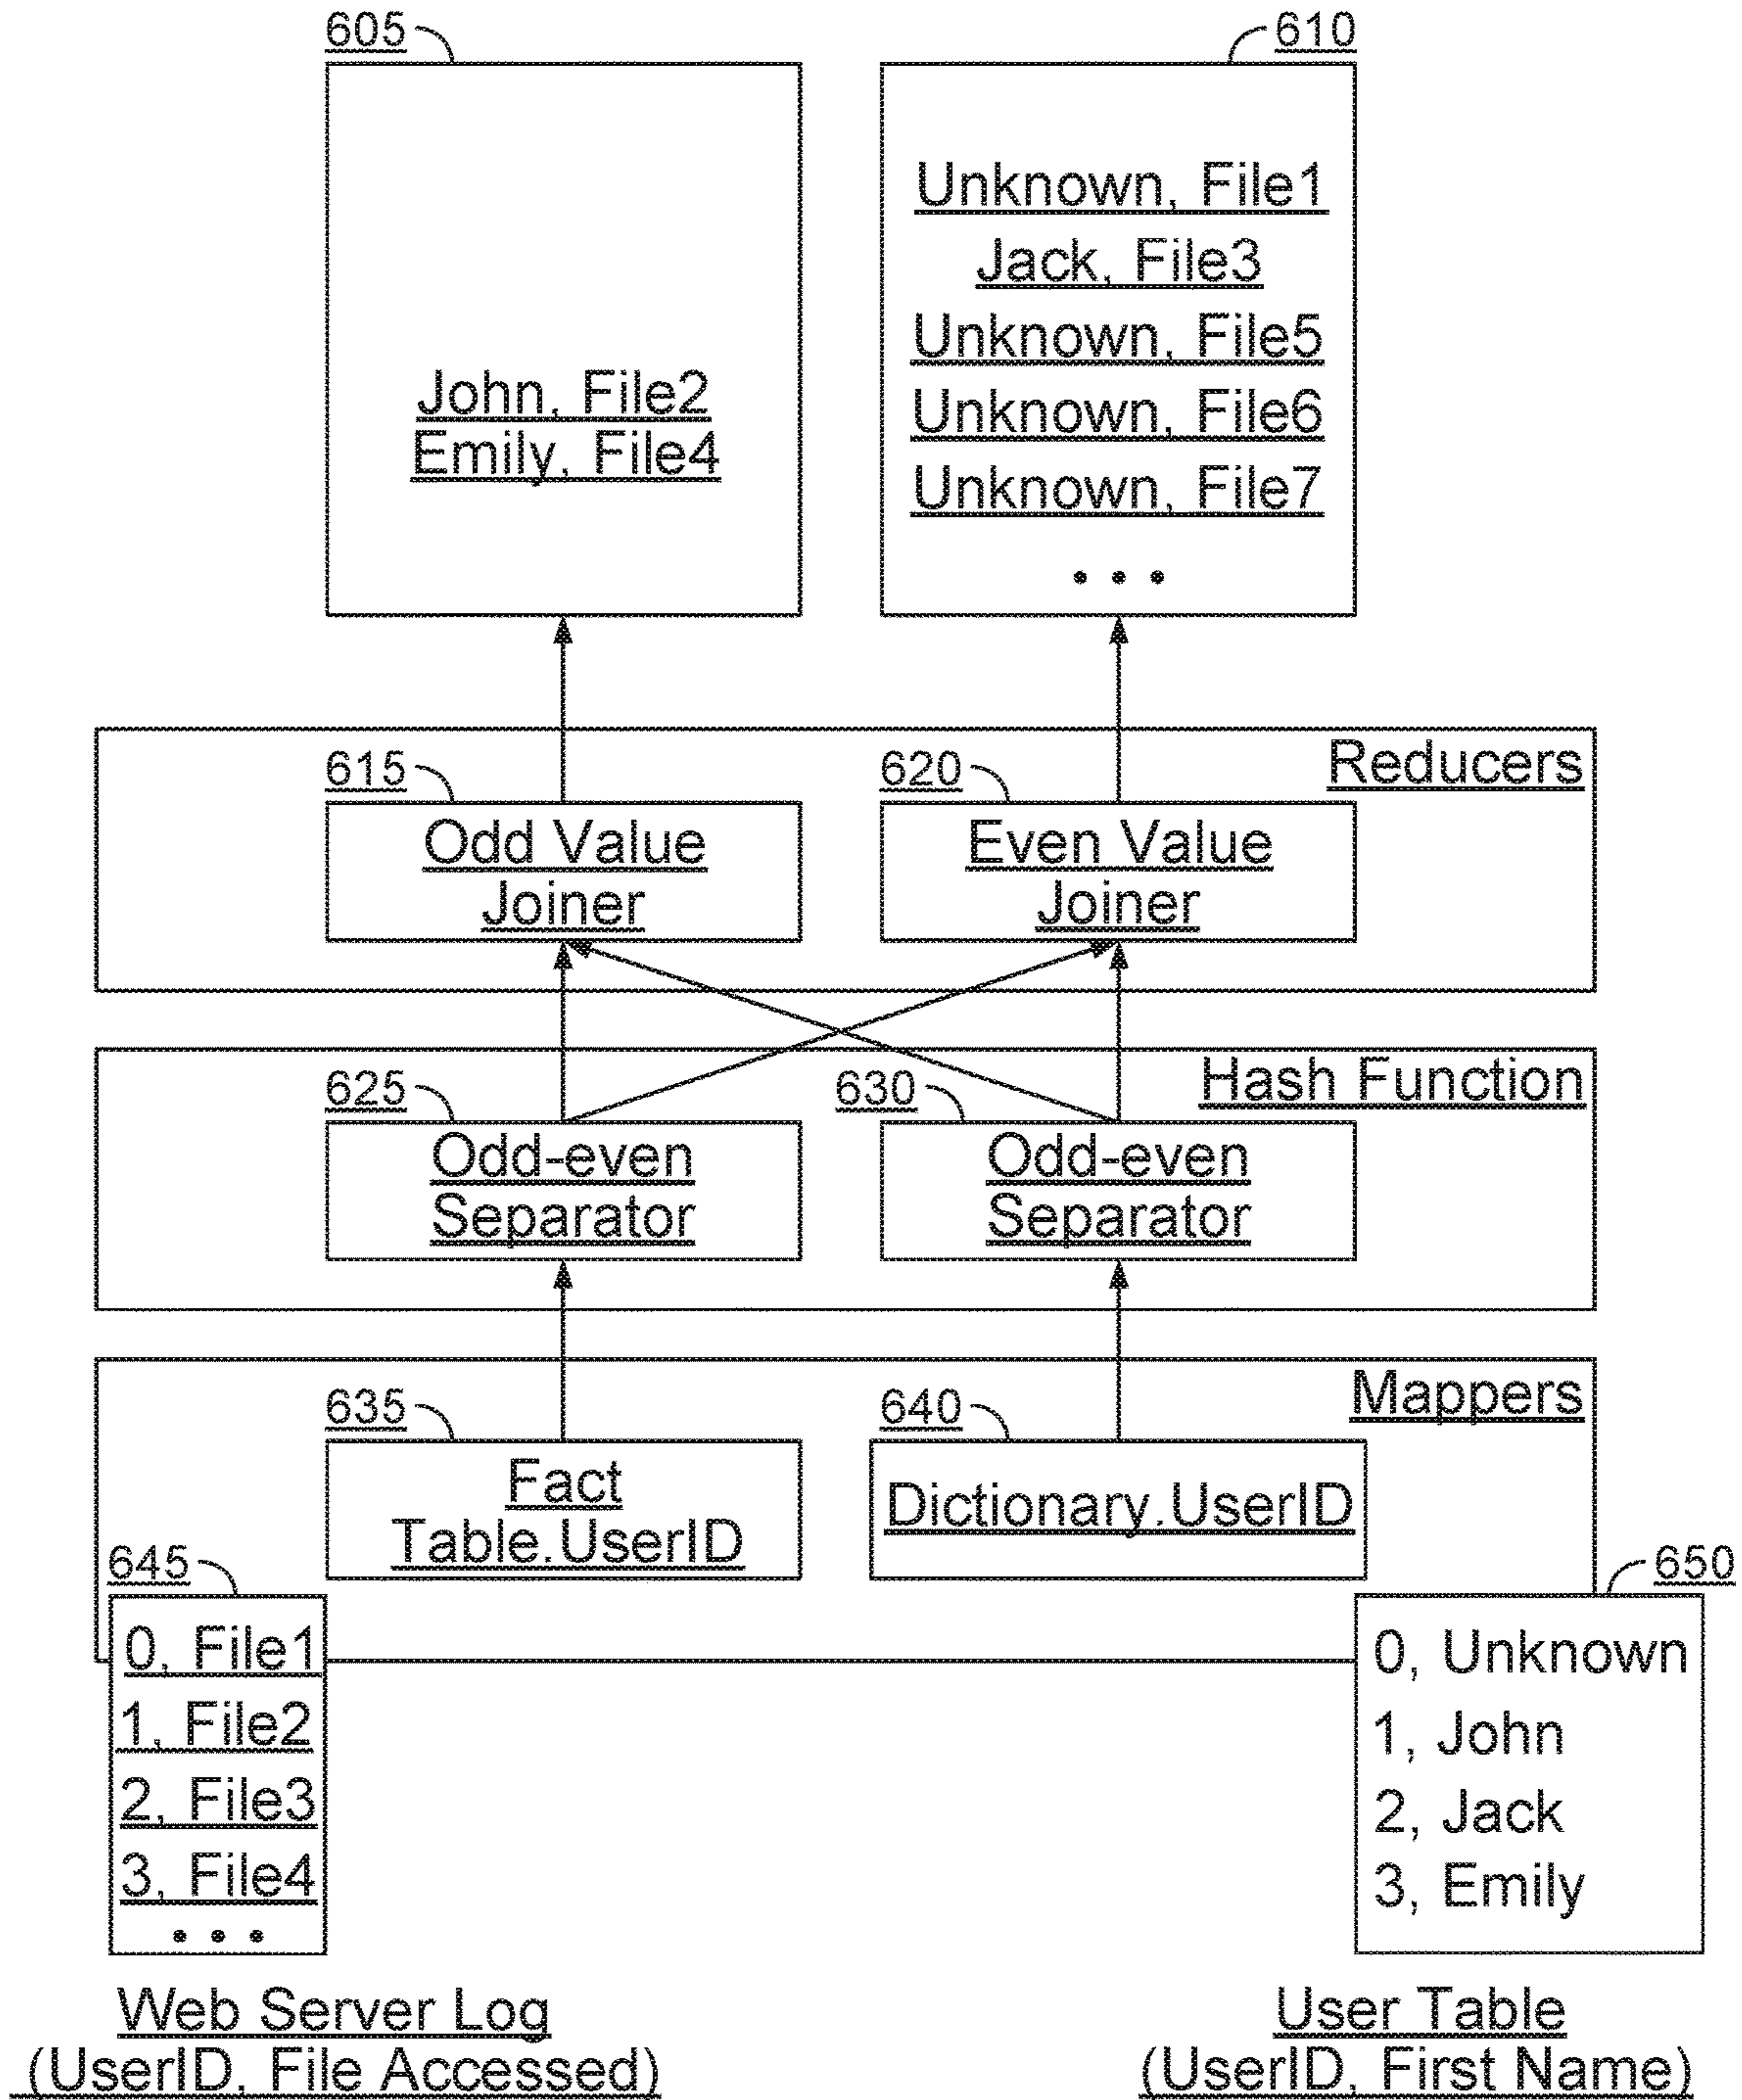 605
610
Unknown, File1
Jack, File3
Unknown, File5
Unknown, File6
Unknown, File7
. . .
John, File2
Emily, File4
Reducers
615
620
Odd Value
Joiner
Even Value
Joiner
Hash Function
625
630
Odd-even
Separator
Odd-even
Separator
Mappers
635
640
Fact
Table.UserID
Dictionary.UserID
645
650
0, File1
1, File2
2, File3
3, File4
. . .
0, Unknown
1, John
2, Jack
3, Emily
Web Server Log
(UserID, File Accessed)
User Table
(UserID, First Name)